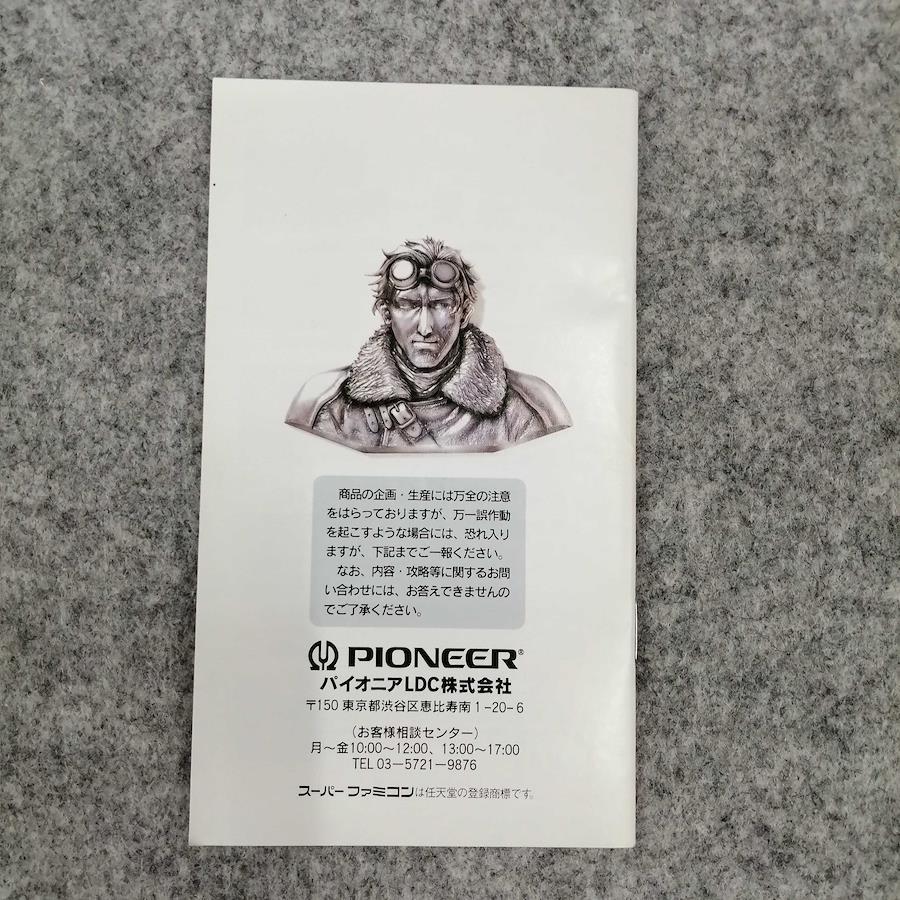 商品の企画・生産には万全の注意
をはらっておりますが、万一誤作動
を起こすような場合には、恐れ入り
ますが、下記までご一報ください。
なお、内容・攻略等に関するお問
い合わせには、お答えできませんの
でご了承ください。
PIONEER®
パイオニアLDC株式会社
〒150 東京都渋谷区恵比寿南1-20-6
(お客様相談センター)
月〜金10:00〜12:00、13:00〜17:00
TEL 03-5721-9876
スーパーファミコンは任天堂の登録商標です。